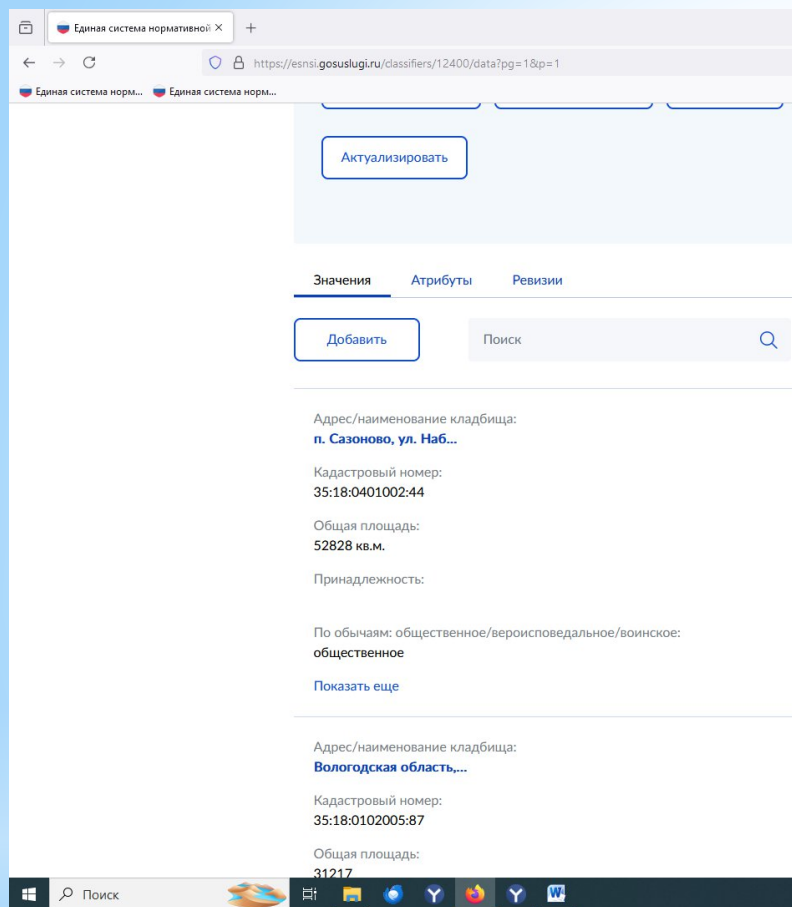 Единая система нормативной
https://esnsi.gosuslugi.ru/classifiers/12400/data?pg=1&p=1
Единая система норм... Единая система норм...
Актуализировать
Значения Атрибуты Ревизии
Добавить Поиск
Адрес/наименование кладбища:
п. Сазоново, ул. Наб...
Кадастровый номер:
35:18:0401002:44
Общая площадь:
52828 кв.м.
Принадлежность:
По обычаям: общественное/вероисповедальное/воинское:
общественное
Показать еще
Адрес/наименование кладбища:
Вологодская область,...
Кадастровый номер:
35:18:0102005:87
Общая площадь:
31217
Поиск